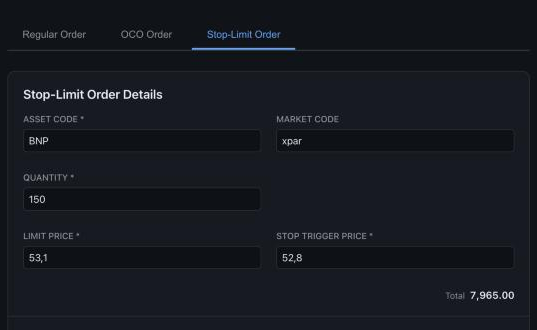 Regular Order OCO Order Stop-Limit Order
Stop-Limit Order Details
ASSET CODE * MARKET CODE
BNP xpar
QUANTITY *
150
LIMIT PRICE * STOP TRIGGER PRICE *
53,1 52,8
Total 7,965.00